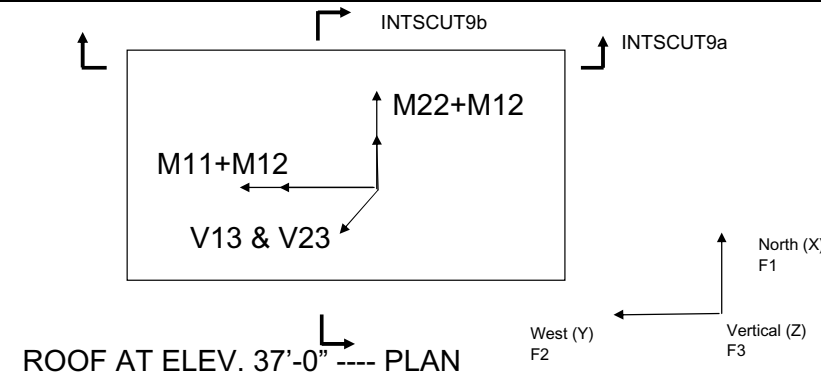 INTSCUT9b
INTSCUT9a
M22+M12
M11+M12
V13 & V23
North (X)
F1
West (Y)
F2
Vertical (Z)
F3
ROOF AT ELEV. 37'-0" ---- PLAN